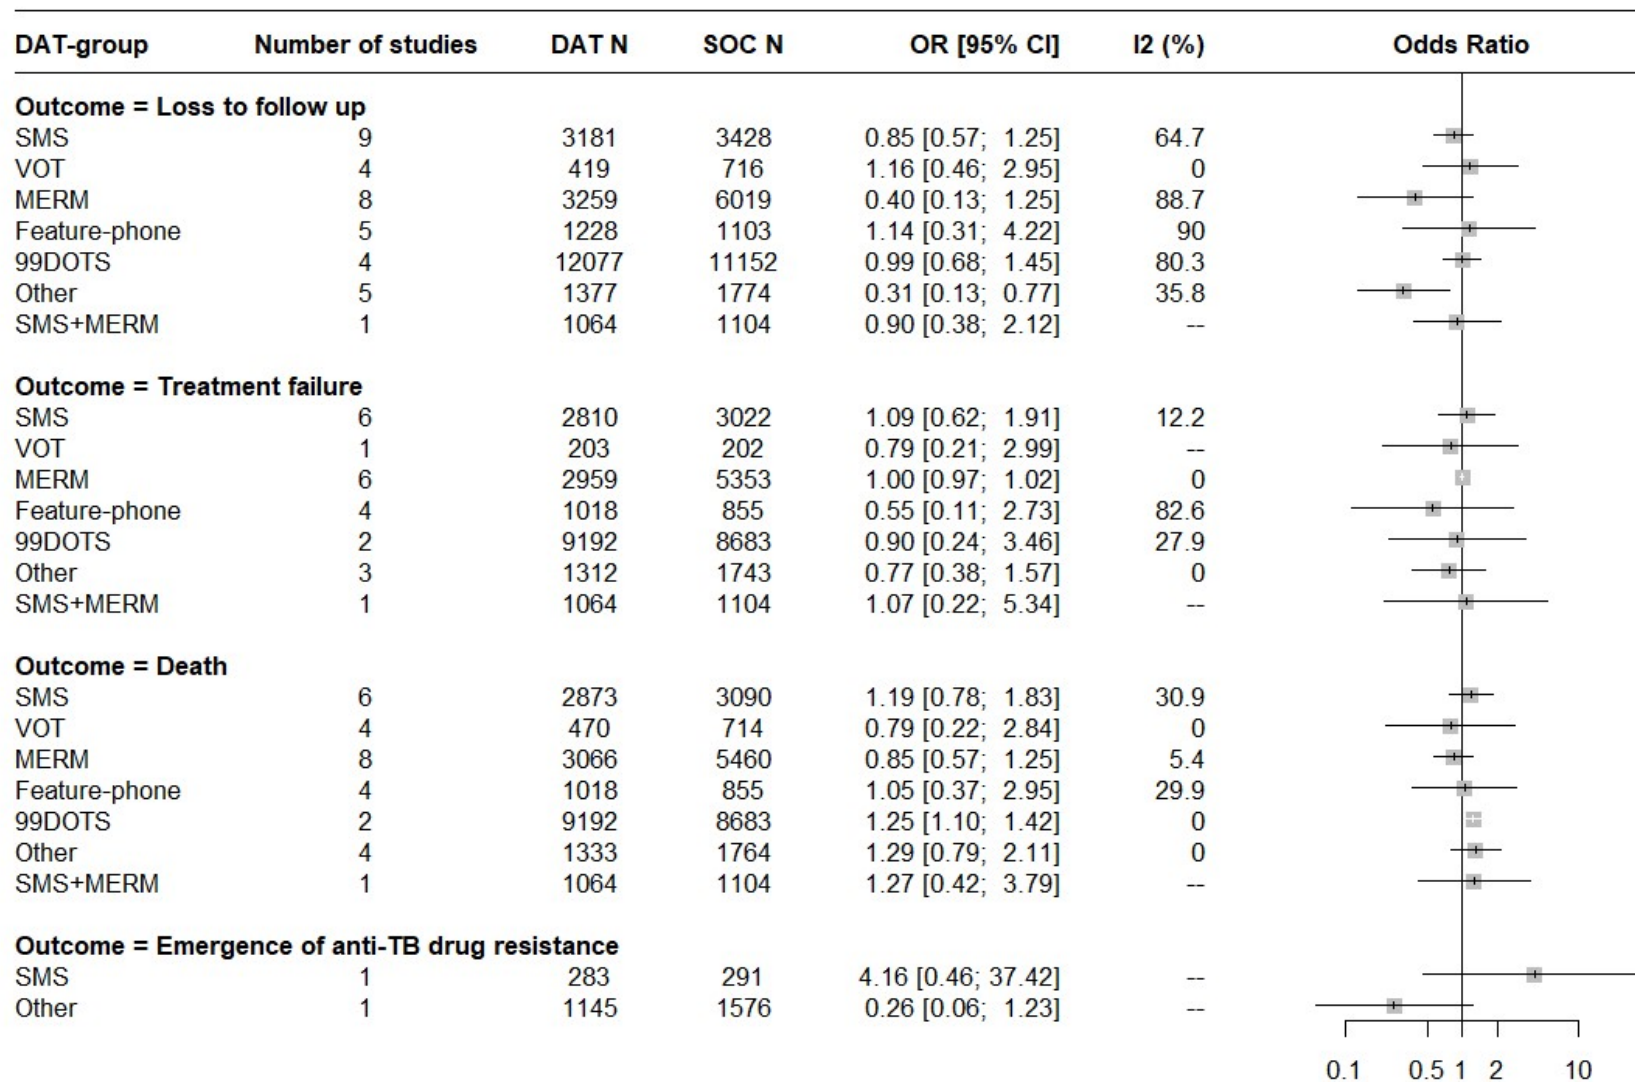 DAT-group Number of studies DAT N SOC N OR [95% CI] I2 (%) Odds Ratio
Outcome = Loss to follow up
SMS 9 3181 3428 0.85 [0.57; 1.25] 64.7
VOT 4 419 716 1.16 [0.46; 2.95] 0
MERM 8 3259 6019 0.40 [0.13; 1.25] 88.7
Feature-phone 5 1228 1103 1.14 [0.31; 4.22] 90
99DOTS 4 12077 11152 0.99 [0.68; 1.45] 80.3
Other 5 1377 1774 0.31 [0.13; 0.77] 35.8
SMS+MERM 1 1064 1104 0.90 [0.38; 2.12] --
Outcome = Treatment failure
SMS 6 2810 3022 1.09 [0.62; 1.91] 12.2
VOT 1 203 202 0.79 [0.21; 2.99] --
MERM 6 2959 5353 1.00 [0.97; 1.02] 0
Feature-phone 4 1018 855 0.55 [0.11; 2.73] 82.6
99DOTS 2 9192 8683 0.90 [0.24; 3.46] 27.9
Other 3 1312 1743 0.77 [0.38; 1.57] 0
SMS+MERM 1 1064 1104 1.07 [0.22; 5.34] --
Outcome = Death
SMS 6 2873 3090 1.19 [0.78; 1.83] 30.9
VOT 4 470 714 0.79 [0.22; 2.84] 0
MERM 8 3066 5460 0.85 [0.57; 1.25] 5.4
Feature-phone 4 1018 855 1.05 [0.37; 2.95] 29.9
99DOTS 2 9192 8683 1.25 [1.10; 1.42] 0
Other 4 1333 1764 1.29 [0.79; 2.11] 0
SMS+MERM 1 1064 1104 1.27 [0.42; 3.79] --
Outcome = Emergence of anti-TB drug resistance
SMS 1 283 291 4.16 [0.46; 37.42] --
Other 1 1145 1576 0.26 [0.06; 1.23] --
0.1 0.5 1 2 10